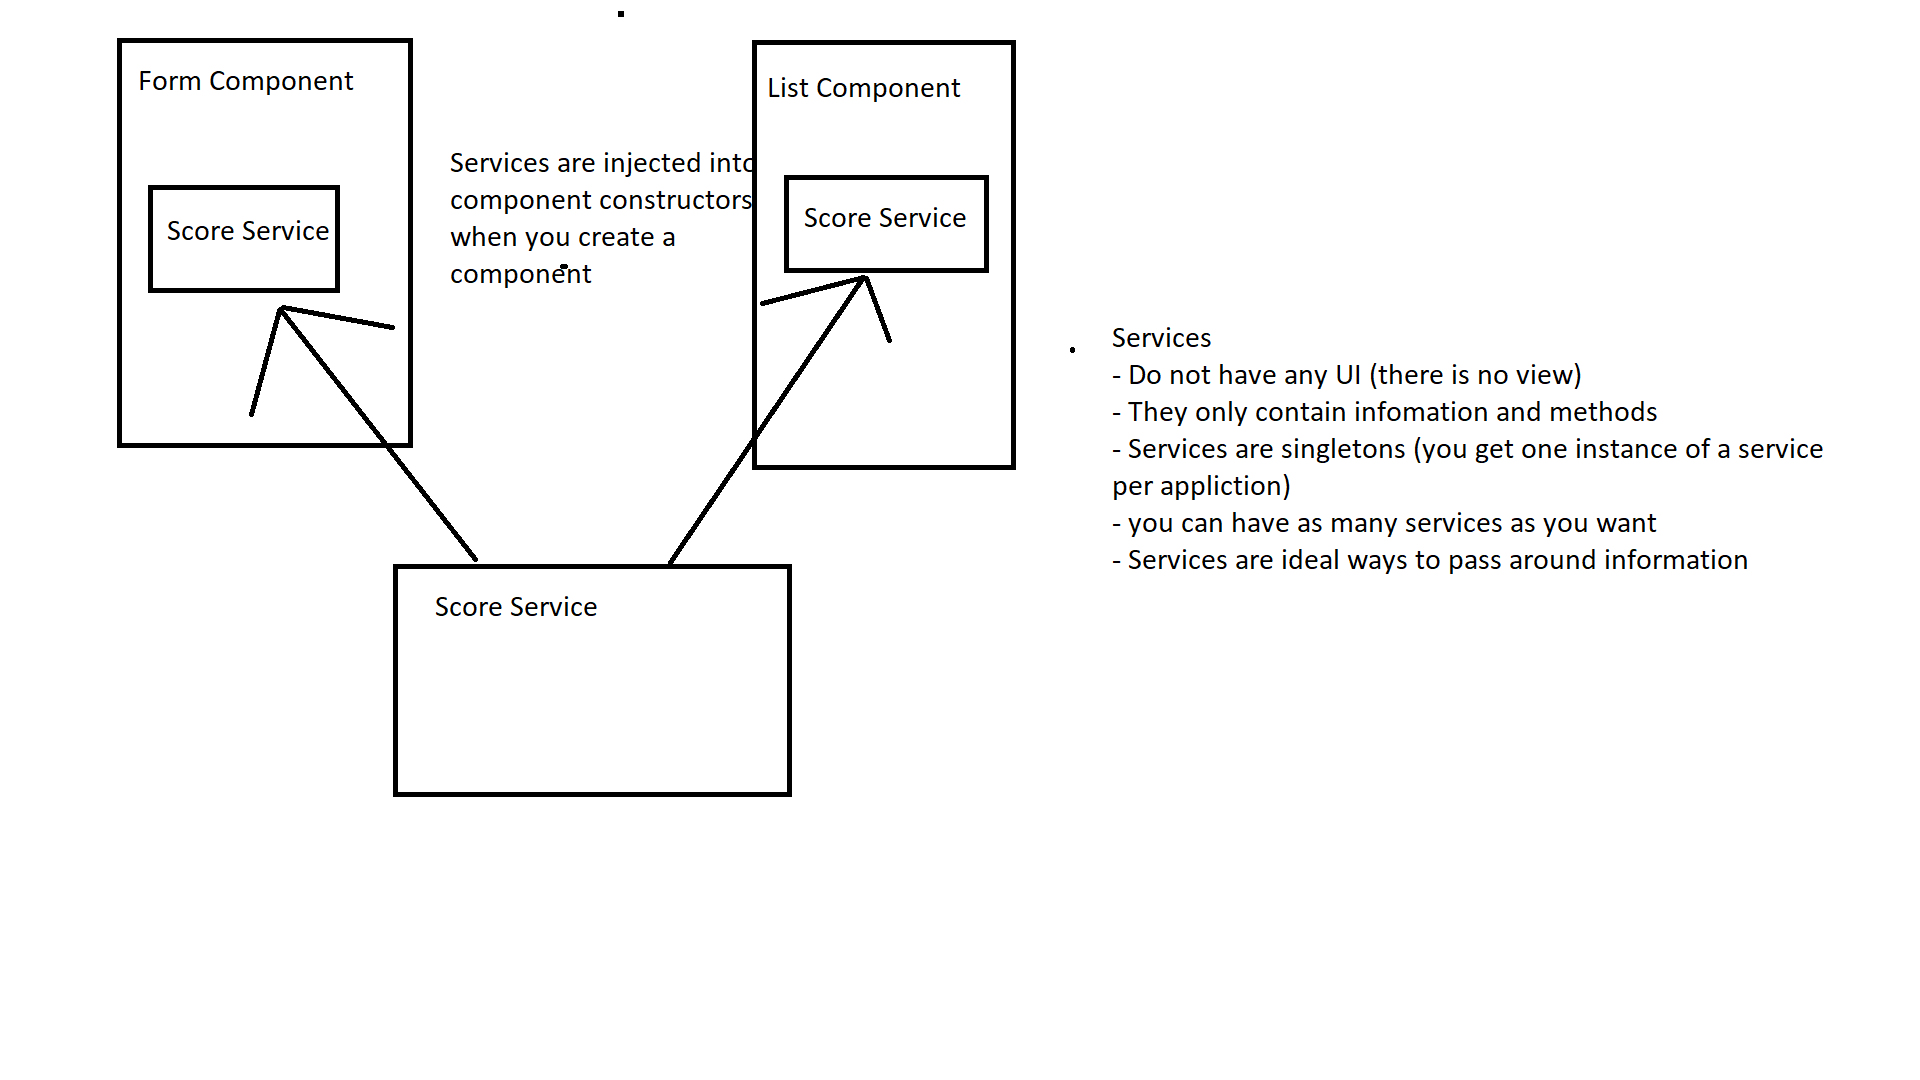 Form Component
Score Service
Services are injected into
component constructors
when you create a
component
List Component
Score Service
Score Service
Services
- Do not have any UI (there is no view)
- They only contain infomation and methods
- Services are singletons (you get one instance of a service
per appliction)
- you can have as many services as you want
- Services are ideal ways to pass around information